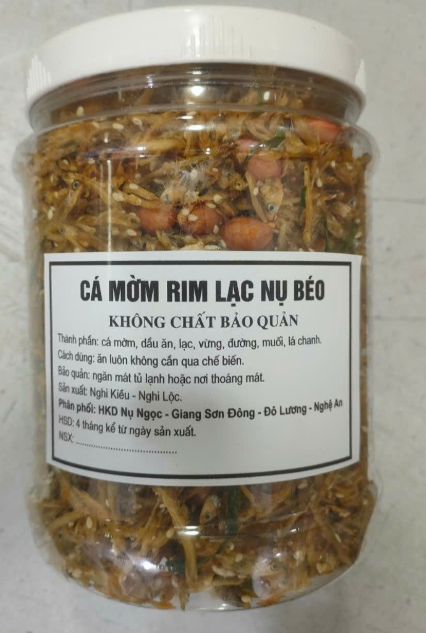 CÁ MỜM RIM LẠC NỤ BÉO
KHÔNG CHẤT BẢO QUẢN
Thành phần: cá mờm, dầu ăn, lạc, vừng, đường, muối, lá chanh.
Cách dùng: ăn luôn không cần qua chế biến.
Bảo quản: ngăn mát tủ lạnh hoặc nơi thoáng mát.
Sản xuất: Nghi Kiều - Nghi Lộc.
Phân phối: HKD Nụ Ngọc - Giang Sơn Đông - Đô Lương - Nghệ An
HSD: 4 tháng kể từ ngày sản xuất.
NSX:.....................................